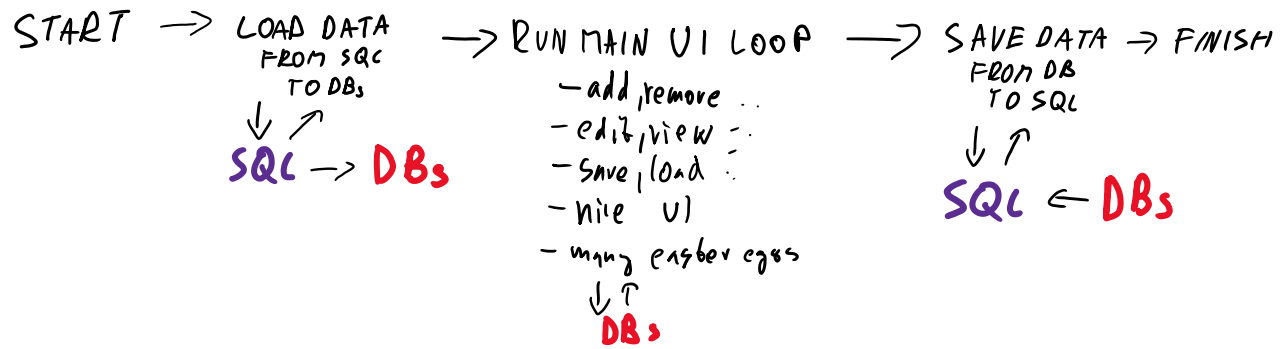 START → LOAD DATA → RUN MAIN UI LOOP → SAVE DATA → FINISH
FROM SQL
TO DBs
SQL → DBs
- add, remove ..
- edit, view -.
- save, load :.
- nice UI
- many easter eggs
DBs
FROM DB
TO SQL
SQL ← DBs